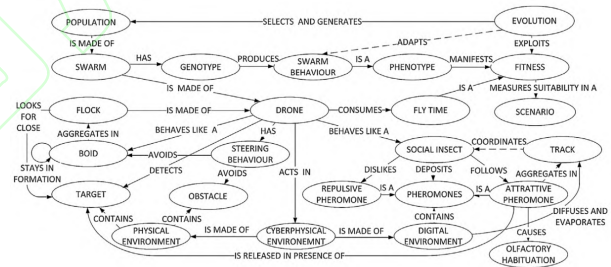 POPULATION
SELECTS AND GENERATES
EVOLUTION
IS MADE OF
ADAPTS
EXPLOITS
SWARM
HAS
GENOTYPE
PRODUCES
SWARM
BEHAVIOUR
IS A
PHENOTYPE
MANIFESTS
FITNESS
IS MADE OF
IS A
MEASURES SUITABILITY IN A
LOOKS
FOR
CLOSE
FLOCK
IS MADE OF
DRONE
CONSUMES
FLY TIME
SCENARIO
AGGREGATES IN
BEHAVES LIKE A
HAS
BEHAVES LIKE A
COORDINATES
BOID
AVOIDS
STEERING
BEHAVIOUR
SOCIAL INSECT
TRACK
STAYS IN
FORMATION
DETECTS
AVOIDS
ACTS IN
DISLIKES
DEPOSITS
FOLLOWS
AGGREGATES IN
TARGET
OBSTACLE
REPULSIVE
PHEROMONE
IS A
PHEROMONES
IS A
ATTRATTIVE
PHEROMONE
CONTAINS
CONTAINS
CONTAINS
DIFFUSES AND
EVAPORATES
PHYSICAL
ENVIRONMENT
IS MADE OF
CYBERPHYSICAL
ENVIRONEMNT
IS MADE OF
DIGITAL
ENVIRONMENT
CAUSES
IS RELEASED IN PRESENCE OF
OLFACTORY
HABITUATION